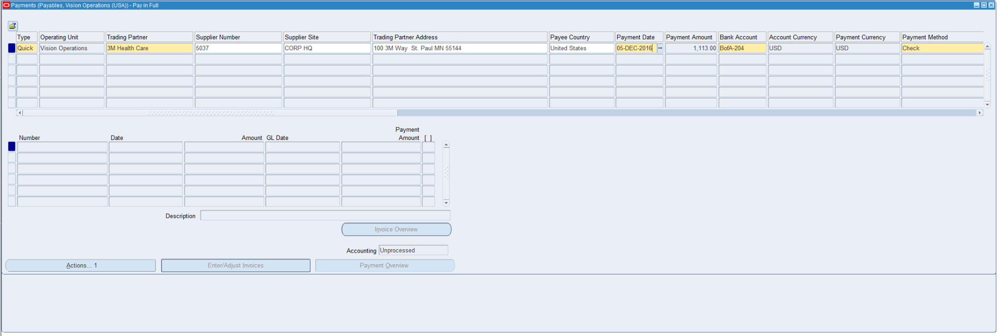 Payments (Payables, Vision Operations (USA)) - Pay in Full
Type Operating Unit Trading Partner Supplier Number Supplier Site Trading Partner Address Payee Country Payment Date Payment Amount Bank Account Account Currency Payment Currency Payment Method
Quick Vision Operations 3M Health Care 5037 CORP HQ 100 3M Way St. Paul MN 55144 United States 05-DEC-2016 ... 1,113.00 BofA-204 USD USD Check
Payment
Number Date Amount GL Date Amount [ ]
Description
Invoice Overview
Accounting Unprocessed
Actions... 1 Enter/Adjust Invoices Payment Overview